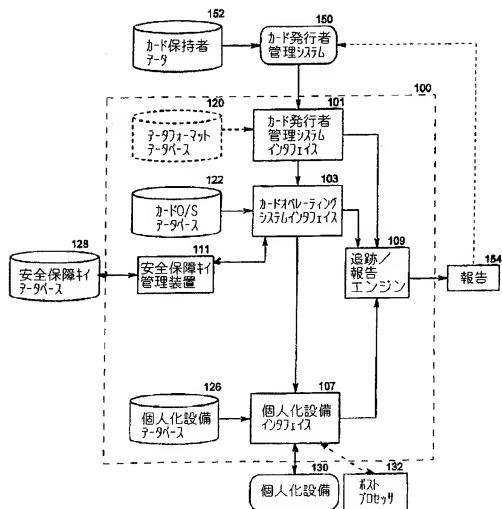 152
カード保持者
データ
150
カード発行者
管理システム
100
120
データフォーマット
データベース
101
カード発行者
管理システム
インタフェイス
122
カードO/S
データベース
103
カードオペレーティング
システムインタフェイス
128
安全保障キイ
データベース
111
安全保障キイ
管理装置
109
追跡/
報告
エンジン
154
報告
126
個人化設備
データベース
107
個人化設備
インタフェイス
130
個人化設備
132
ポスト
プロセッサ